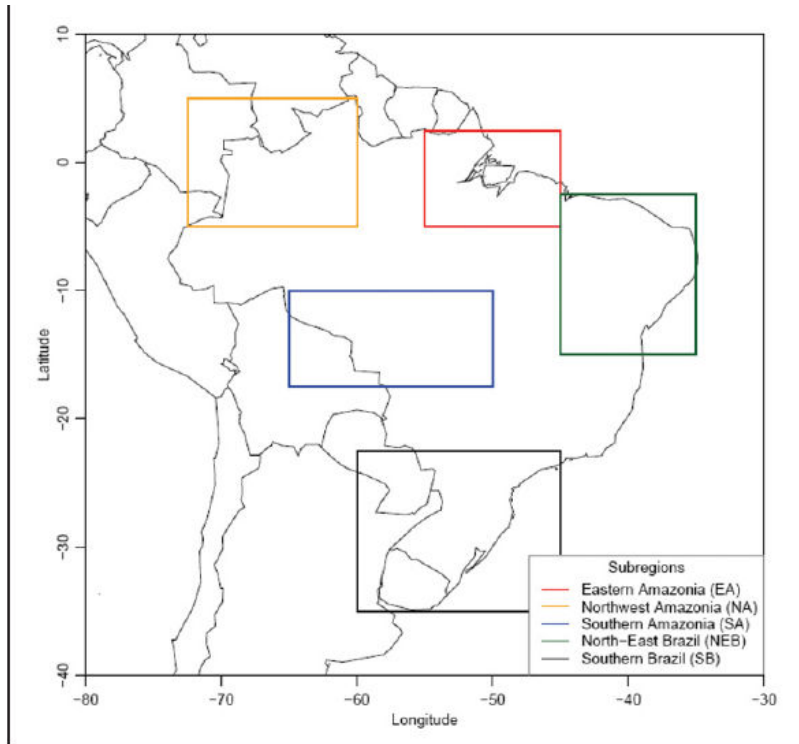 10
5
0
−10
−20
−30
−40
Latitude
−80
−70
−60
−50
−40
−30
Longitude
Subregions
Eastern Amazonia (EA)
Northwest Amazonia (NA)
Southern Amazonia (SA)
North−East Brazil (NEB)
Southern Brazil (SB)